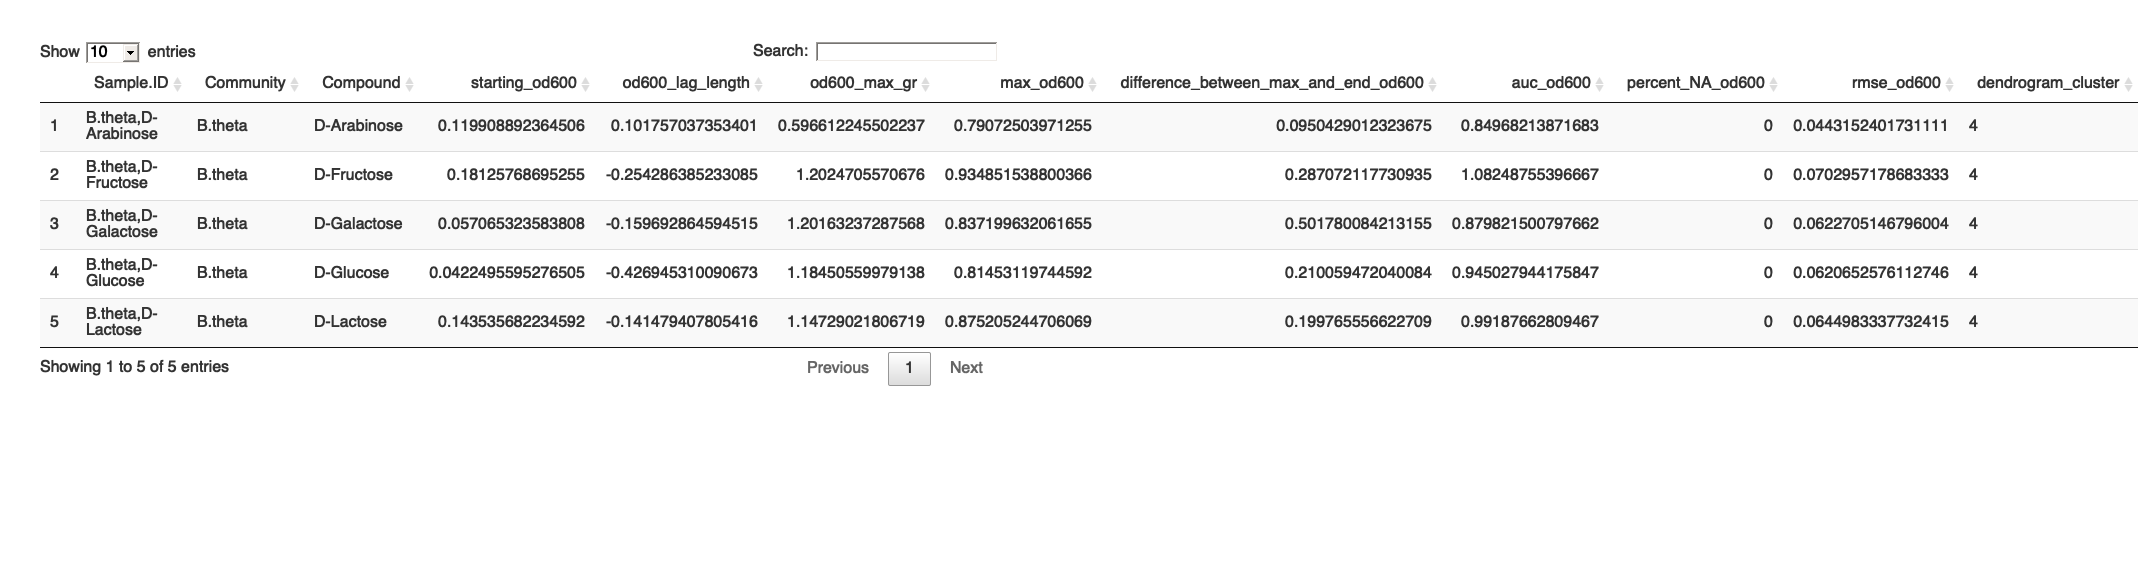 Show 10 entries Search:
Sample.ID Community Compound starting_od600 od600_lag_length od600_max_gr max_od600 difference_between_max_and_end_od600 auc_od600 percent_NA_od600 rmse_od600 dendrogram_cluster
1 B.theta,D-
Arabinose B.theta D-Arabinose 0.119908892364506 0.101757037353401 0.596612245502237 0.79072503971255 0.0950429012323675 0.84968213871683 0 0.0443152401731111 4
2 B.theta,D-
Fructose B.theta D-Fructose 0.18125768695255 -0.254286385233085 1.2024705570676 0.934851538800366 0.287072117730935 1.08248755396667 0 0.0702957178683333 4
3 B.theta,D-
Galactose B.theta D-Galactose 0.057065323583808 -0.159692864594515 1.20163237287568 0.837199632061655 0.501780084213155 0.879821500797662 0 0.0622705146796004 4
4 B.theta,D-
Glucose B.theta D-Glucose 0.0422495595276505 -0.426945310090673 1.18450559979138 0.81453119744592 0.210059472040084 0.945027944175847 0 0.0620652576112746 4
5 B.theta,D-
Lactose B.theta D-Lactose 0.143535682234592 -0.141479407805416 1.14729021806719 0.875205244706069 0.199765556622709 0.99187662809467 0 0.0644983337732415 4
Showing 1 to 5 of 5 entries Previous 1 Next